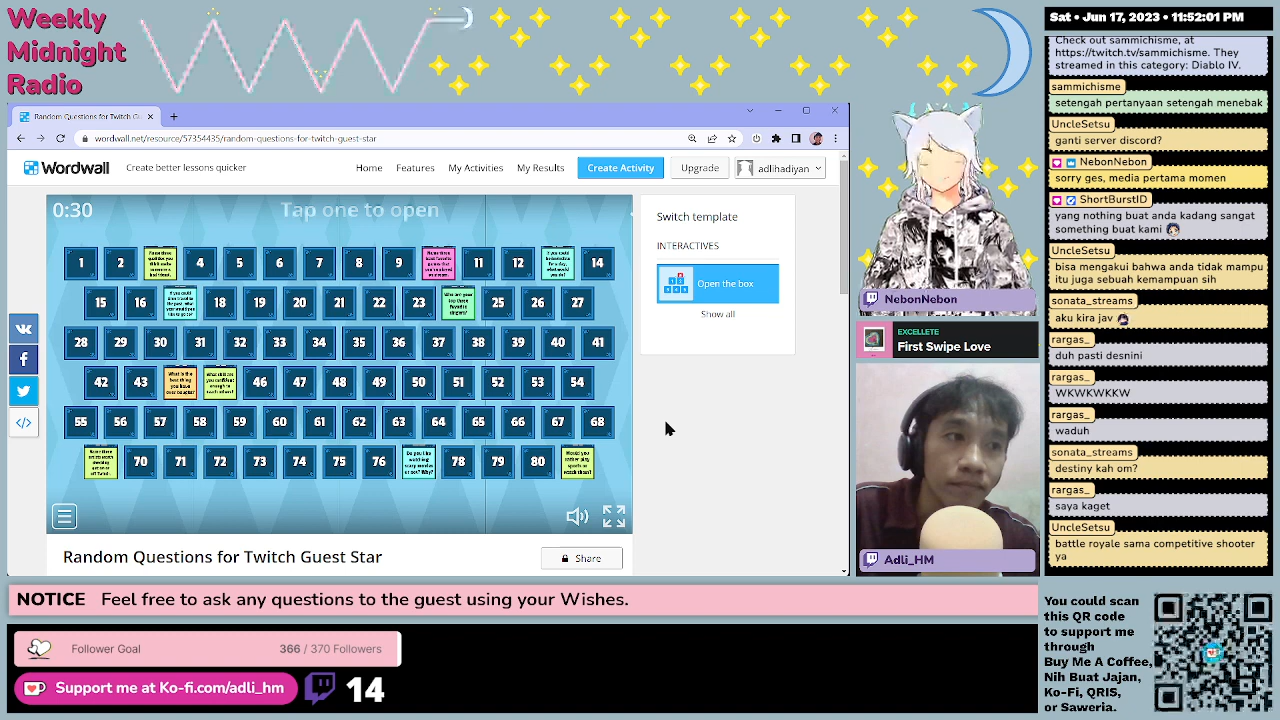 Weekly
Midnight
Radio
Random Questions for Twitch G
wordwall.net/resource/57354435/random-questions-for-twitch-guest-star
Wordwall
Create better lessons quicker
Features
My Activities
My Results
Create Activity
Upgrade
adlihadiyan
0:30
Tap one to open
1 2 4 5 6 7 8 9 11 12 14
15 16 18 19 20 21 22 23 25 26 27
28 29 30 31 32 33 34 35 36 37 38 39 40 41
42 43 46 47 48 49 50 51 52 53 54
55 56 57 58 59 60 61 62 63 64 65 66 67 68
70 71 72 73 74 75 76 78 79 80
Switch template
INTERACTIVES
Open the box
Show all
Random Questions for Twitch Guest Star
Share
NebonNebon
EXCELLETE
First Swipe Love
Adli_HM
Sat • Jun 17, 2023 • 11:52:01 PM
Check out sammichisme, at
https://twitch.tv/sammichisme. They
streamed in this category: Diablo IV.
sammichisme
setengah pertanyaan setengah menebak
UncleSetsu
ganti server discord?
NebonNebon
sorry ges, media pertama momen
ShortBurstID
yang nothing buat anda kadang sangat
something buat kami
UncleSetsu
bisa mengakui bahwa anda tidak mampu
itu juga sebuah kemampuan sih
sonata_streams
aku kira jav
rargas_
duh pasti desnini
rargas_
WKWKWKKW
rargas_
waduh
sonata_streams
destiny kah om?
rargas_
saya kaget
UncleSetsu
battle royale sama competitive shooter
ya
NOTICE Feel free to ask any questions to the guest using your Wishes.
Follower Goal
366 / 370 Followers
Support me at Ko-fi.com/adli_hm
14
You could scan
this QR code
to support me
through
Buy Me A Coffee,
Nih Buat Jajan,
Ko-Fi, QRIS,
or Saweria.